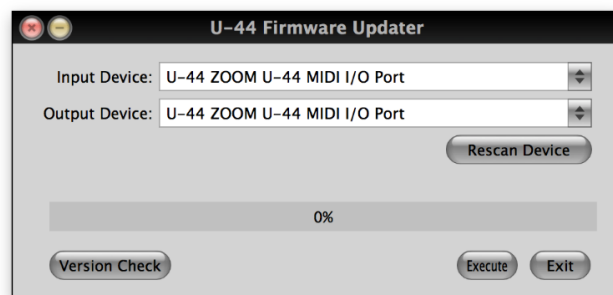 U-44 Firmware Updater
Input Device: U-44 ZOOM U-44 MIDI I/O Port
Output Device: U-44 ZOOM U-44 MIDI I/O Port
Rescan Device
0%
Version Check Execute Exit